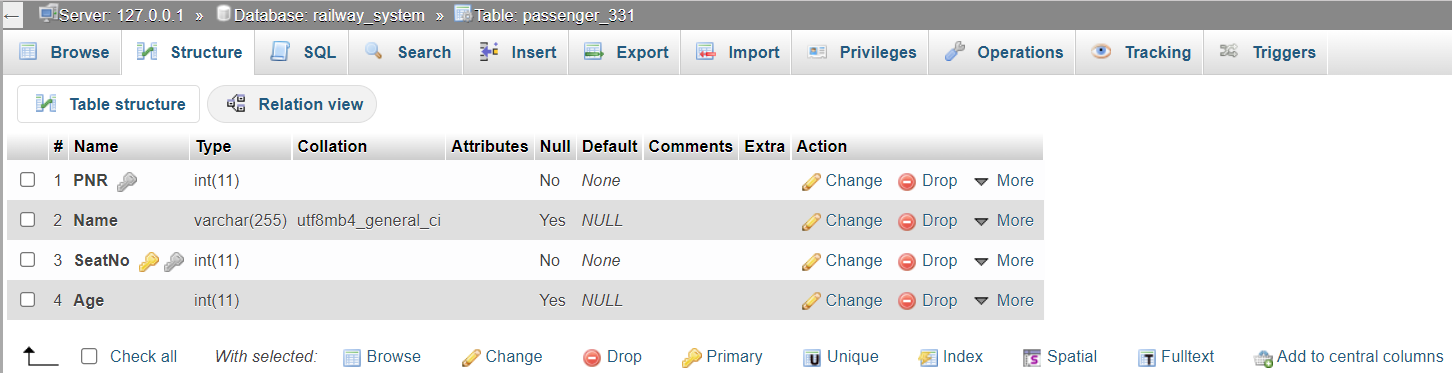 Server: 127.0.0.1 » Database: railway_system » Table: passenger_331
Browse Structure SQL Search Insert Export Import Privileges Operations Tracking Triggers
Table structure Relation view
# Name Type Collation Attributes Null Default Comments Extra Action
1 PNR int(11) No None Change Drop More
2 Name varchar(255) utf8mb4_general_ci Yes NULL Change Drop More
3 SeatNo int(11) No None Change Drop More
4 Age int(11) Yes NULL Change Drop More
Check all With selected: Browse Change Drop Primary Unique Index Spatial Fulltext Add to central columns